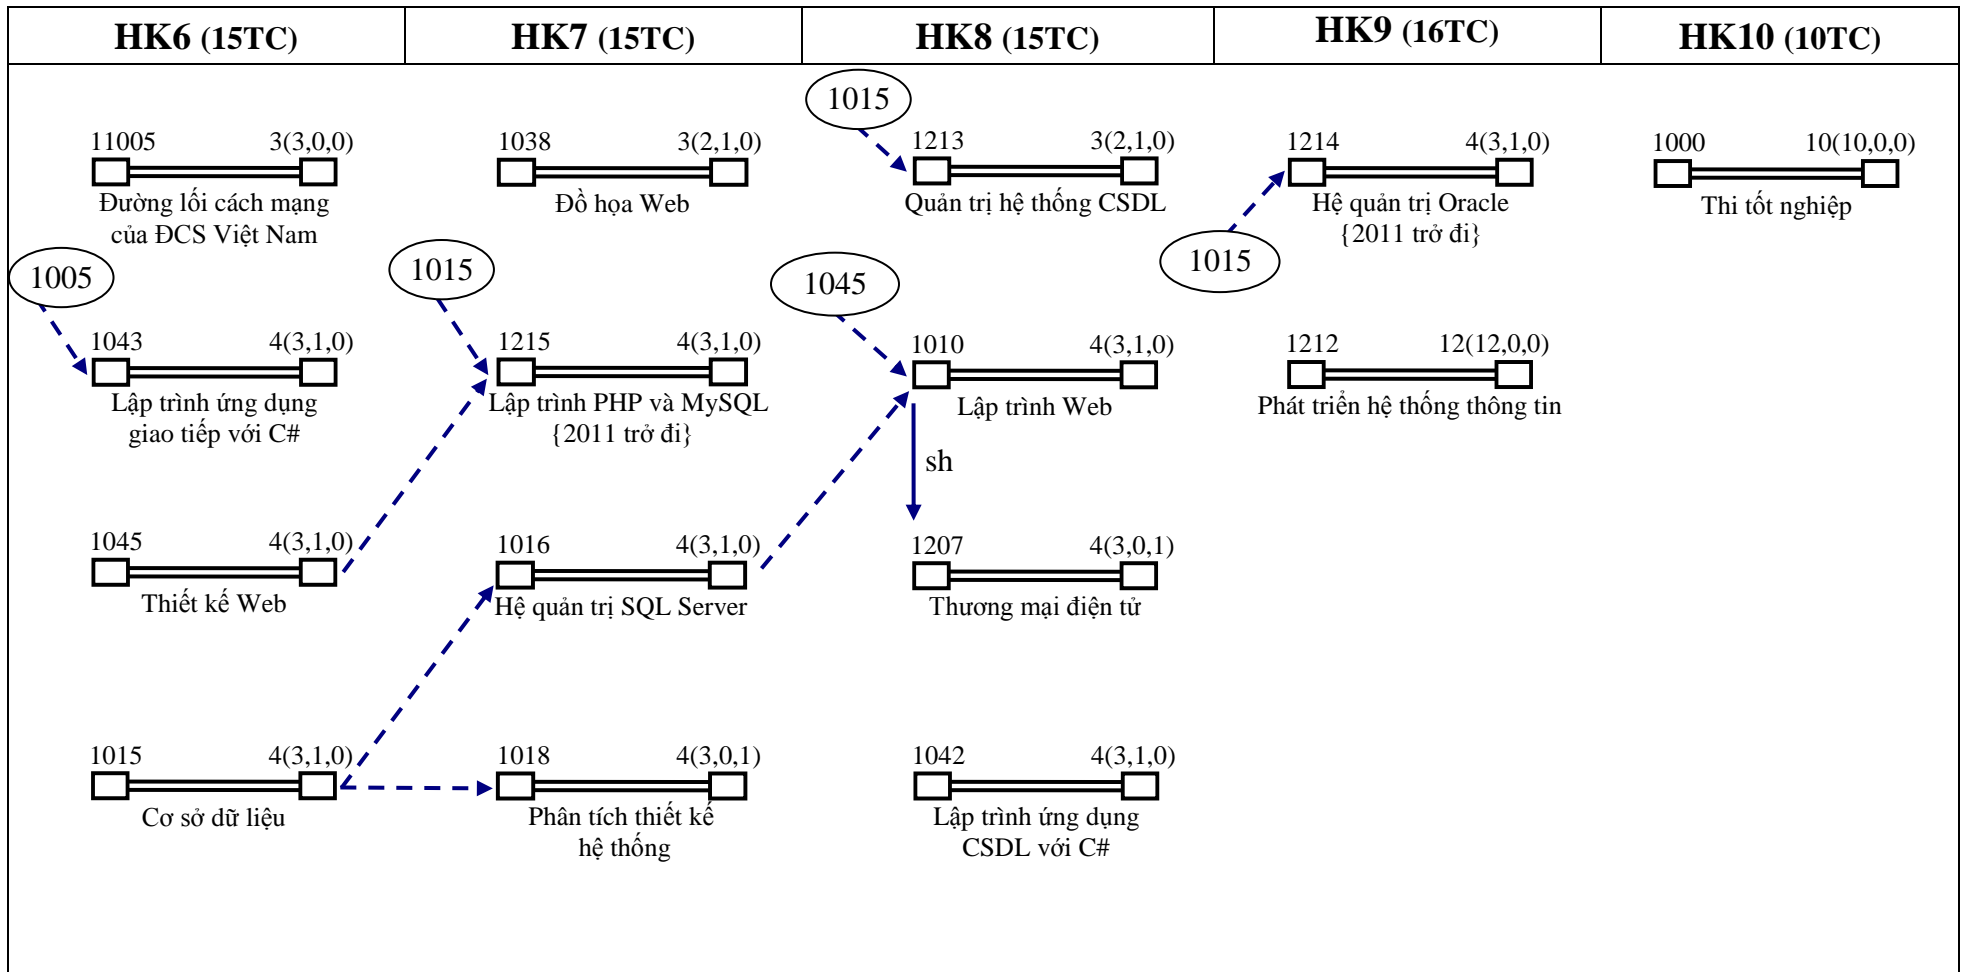 HK6 (15TC)
HK7 (15TC)
HK8 (15TC)
HK9 (16TC)
HK10 (10TC)
1015
11005 3(3,0,0)
Đường lối cách mạng
của ĐCS Việt Nam
1038 3(2,1,0)
Đồ họa Web
1213 3(2,1,0)
Quản trị hệ thống CSDL
1214 4(3,1,0)
Hệ quản trị Oracle
{2011 trở đi}
1000 10(10,0,0)
Thi tốt nghiệp
1005
1015
1045
1015
1043 4(3,1,0)
Lập trình ứng dụng
giao tiếp với C#
1215 4(3,1,0)
Lập trình PHP và MySQL
{2011 trở đi}
1010 4(3,1,0)
Lập trình Web
1212 12(12,0,0)
Phát triển hệ thống thông tin
sh
1045 4(3,1,0)
Thiết kế Web
1016 4(3,1,0)
Hệ quản trị SQL Server
1207 4(3,0,1)
Thương mại điện tử
1015 4(3,1,0)
Cơ sở dữ liệu
1018 4(3,0,1)
Phân tích thiết kế
hệ thống
1042 4(3,1,0)
Lập trình ứng dụng
CSDL với C#